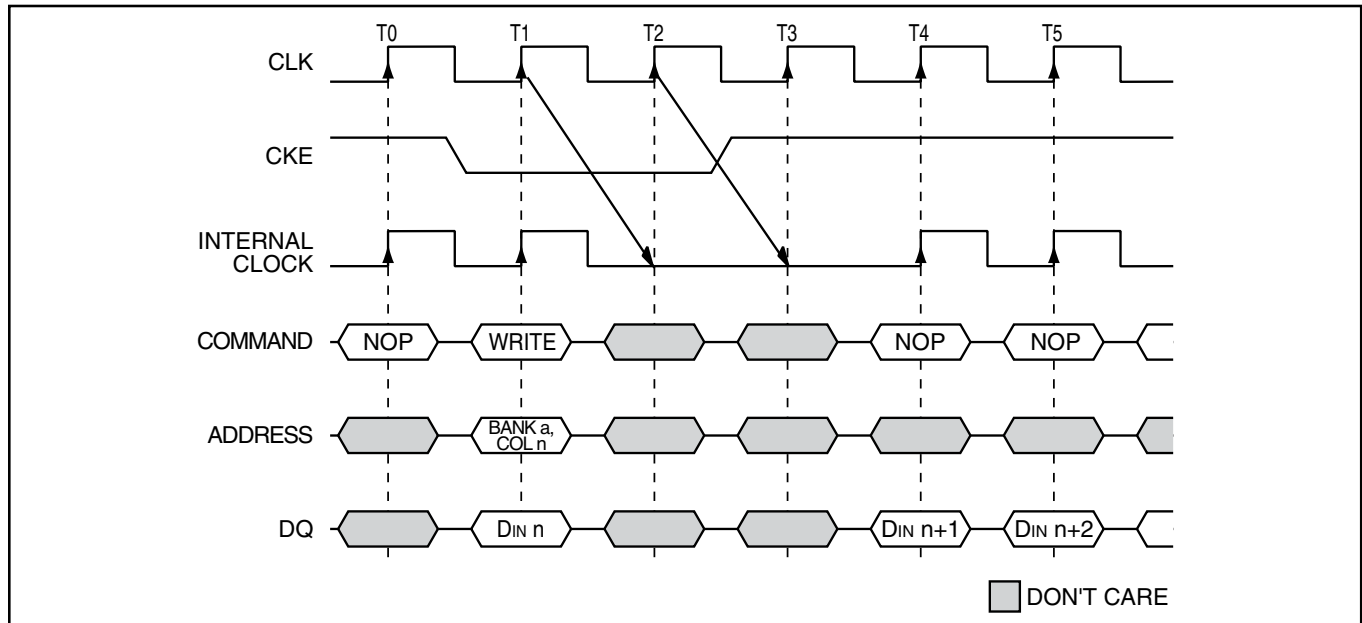 T0 T1 T2 T3 T4 T5
CLK
CKE
INTERNAL
CLOCK
COMMAND NOP WRITE NOP NOP
ADDRESS BANK a,
COL n
DQ DIN n DIN n+1 DIN n+2
DON'T CARE